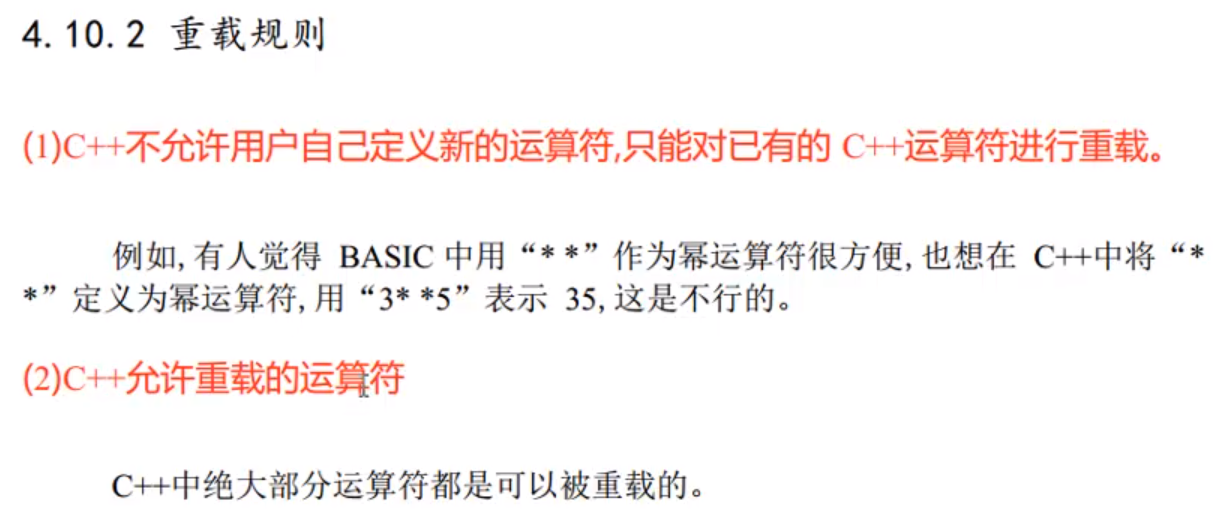 4.10.2 重载规则
(1)C++不允许用户自己定义新的运算符,只能对已有的 C++运算符进行重载。
例如,有人觉得 BASIC 中用“* *”作为幂运算符很方便,也想在 C++中将“*
*”定义为幂运算符,用“3* *5”表示 35,这是不行的。
(2)C++允许重载的运算符
C++中绝大部分运算符都是可以被重载的。